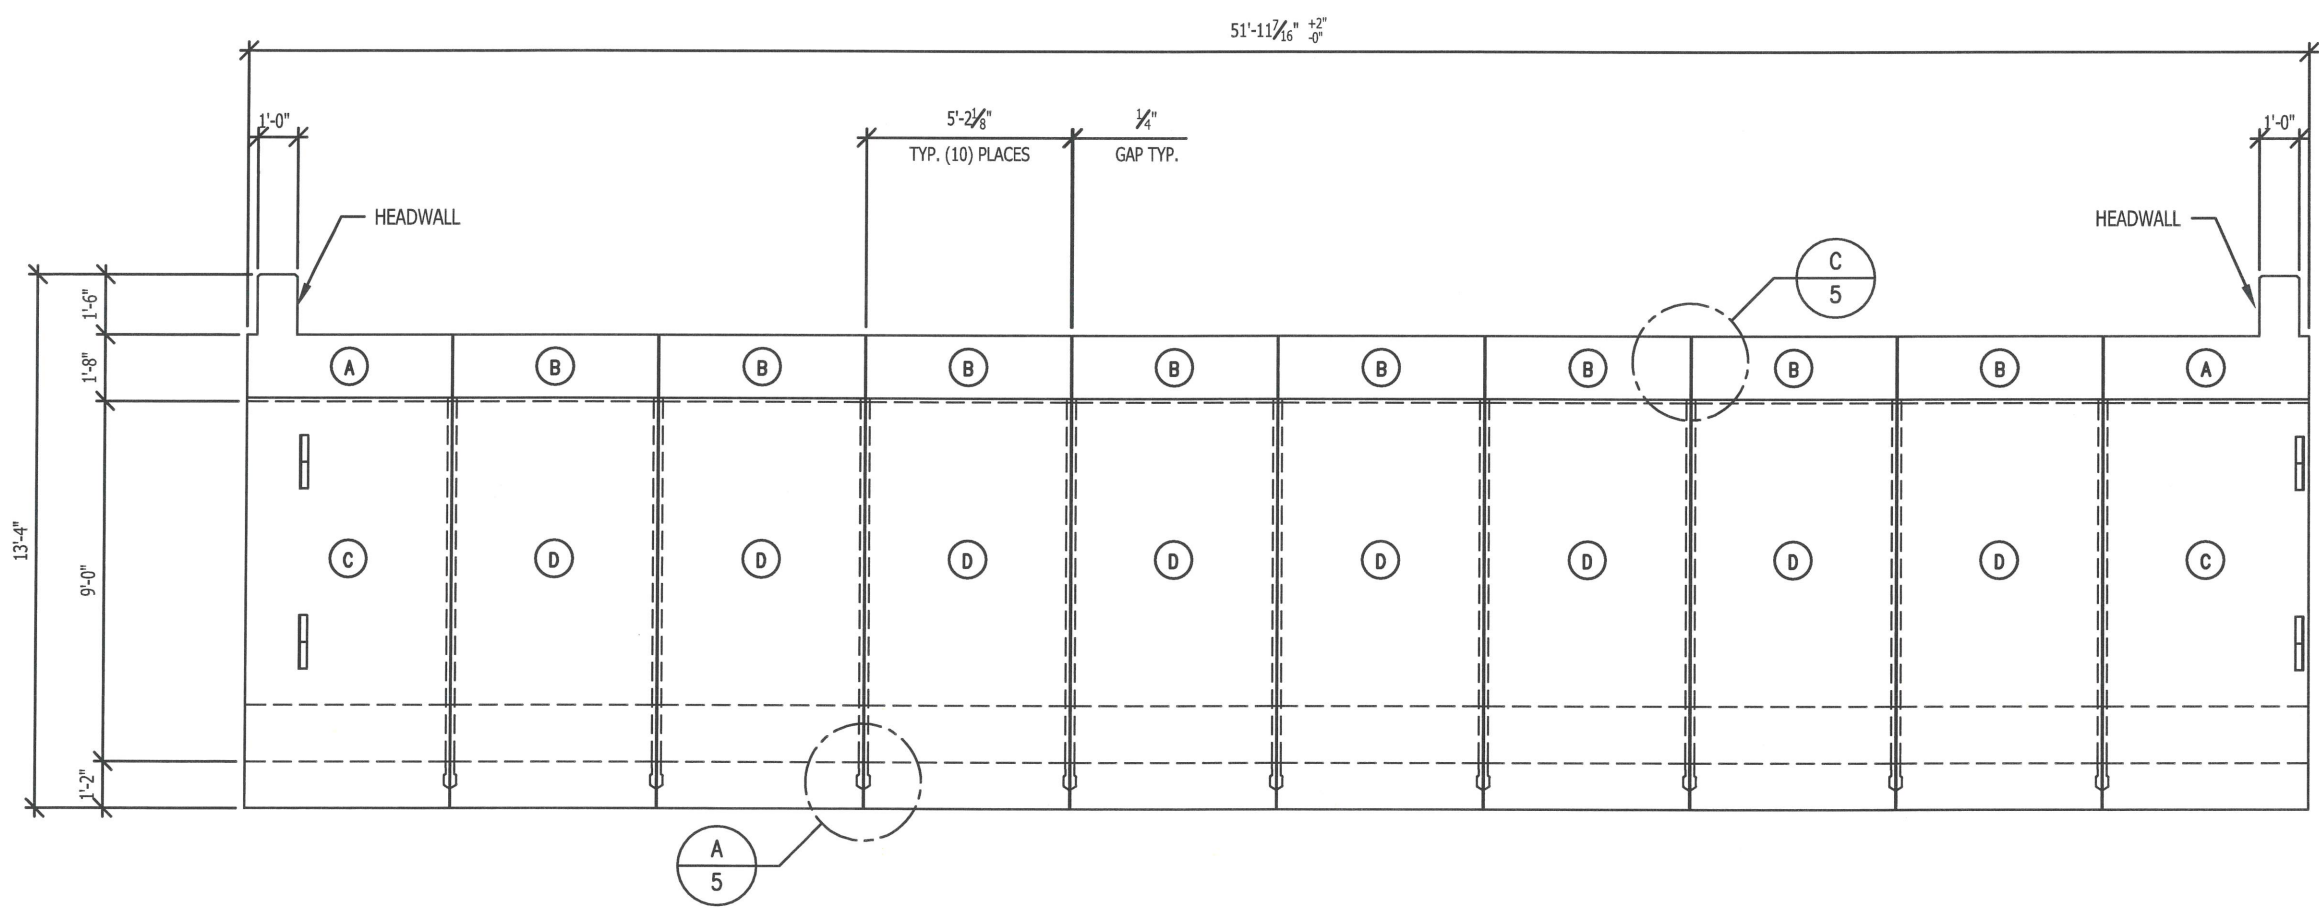 51'-11 7/16" +2"
-0"
1'-0"
5'-2 1/8"
TYP. (10) PLACES
1/4"
GAP TYP.
1'-0"
HEADWALL
HEADWALL
C
5
1'-6"
1'-8"
A B B B B B B B B A
13'-4"
9'-0"
C D D D D D D D D C
1'-2"
A
5